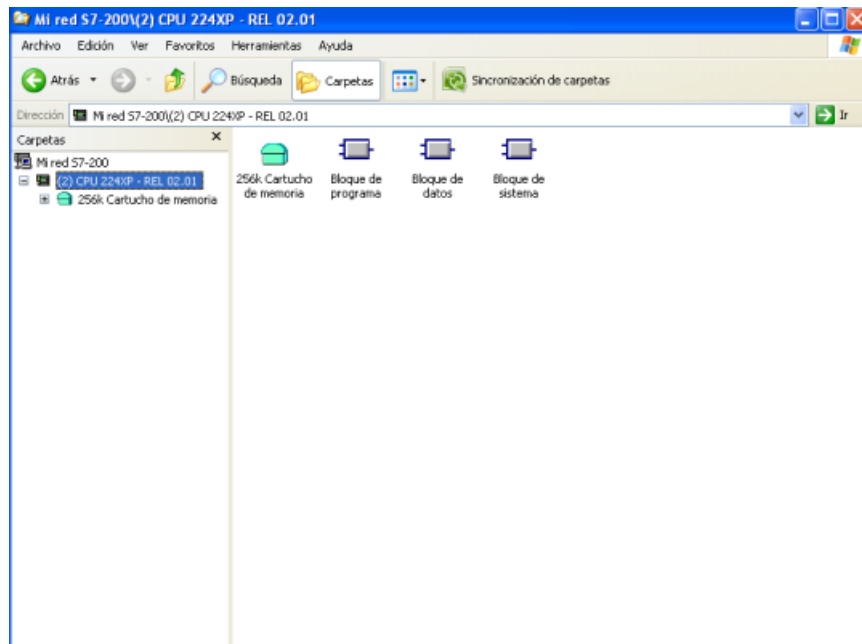 Mi red S7-200\(2) CPU 224XP - REL 02.01
Archivo Edición Ver Favoritos Herramientas Ayuda
Atrás Búsqueda Carpetas Sincronización de carpetas
Dirección Mi red S7-200\(2) CPU 224XP - REL 02.01 Ir
Carpetas
Mi red S7-200
(2) CPU 224XP - REL 02.01
256k Cartucho de memoria
256k Cartucho
de memoria
Bloque de
programa
Bloque de
datos
Bloque de
sistema